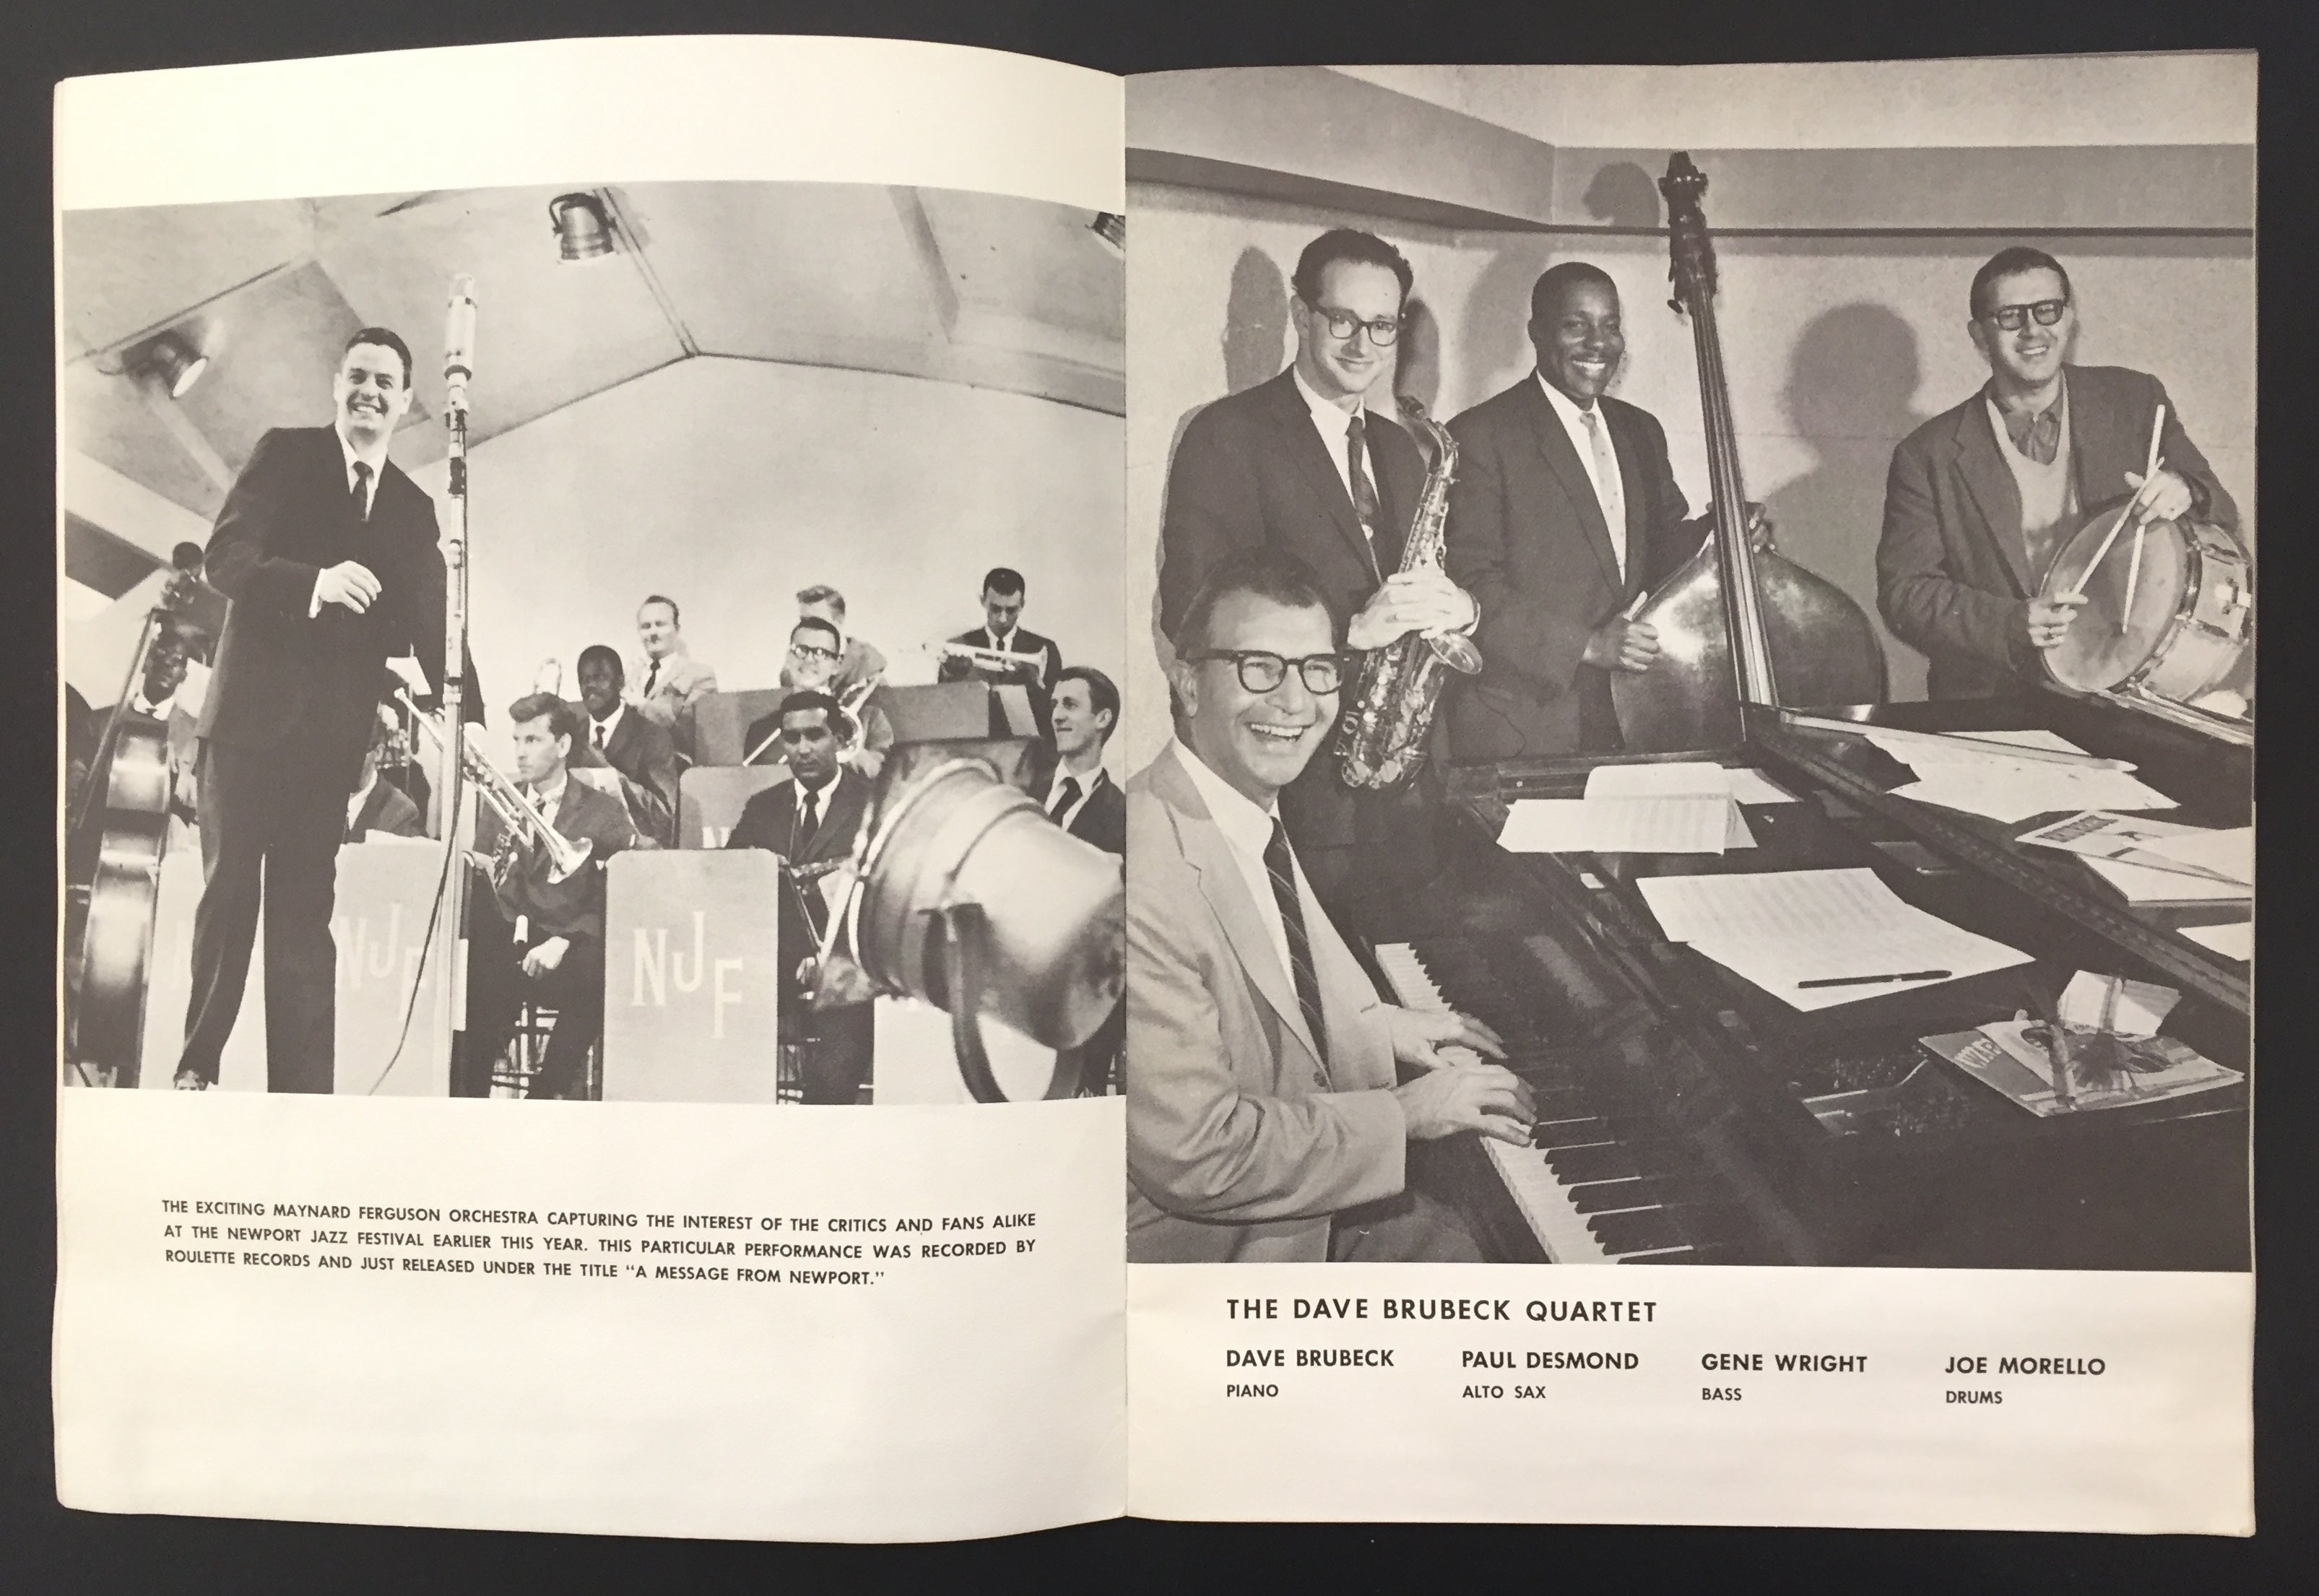 NJF
NJF
THE EXCITING MAYNARD FERGUSON ORCHESTRA CAPTURING THE INTEREST OF THE CRITICS AND FANS ALIKE
AT THE NEWPORT JAZZ FESTIVAL EARLIER THIS YEAR. THIS PARTICULAR PERFORMANCE WAS RECORDED BY
ROULETTE RECORDS AND JUST RELEASED UNDER THE TITLE "A MESSAGE FROM NEWPORT."
THE DAVE BRUBECK QUARTET
DAVE BRUBECK PAUL DESMOND GENE WRIGHT JOE MORELLO
PIANO ALTO SAX BASS DRUMS